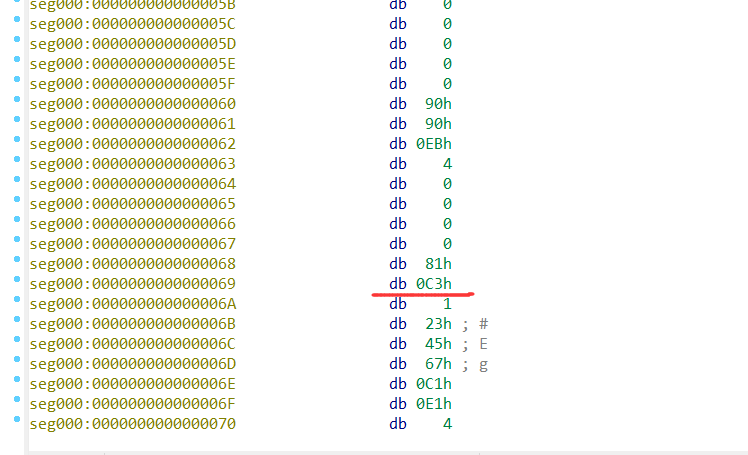 seg000:000000000000005B db 0
seg000:000000000000005C db 0
seg000:000000000000005D db 0
seg000:000000000000005E db 0
seg000:000000000000005F db 0
seg000:0000000000000060 db 90h
seg000:0000000000000061 db 90h
seg000:0000000000000062 db 0EBh
seg000:0000000000000063 db 4
seg000:0000000000000064 db 0
seg000:0000000000000065 db 0
seg000:0000000000000066 db 0
seg000:0000000000000067 db 0
seg000:0000000000000068 db 81h
seg000:0000000000000069 db 0C3h
seg000:000000000000006A db 1
seg000:000000000000006B db 23h ; #
seg000:000000000000006C db 45h ; E
seg000:000000000000006D db 67h ; g
seg000:000000000000006E db 0C1h
seg000:000000000000006F db 0E1h
seg000:0000000000000070 db 4